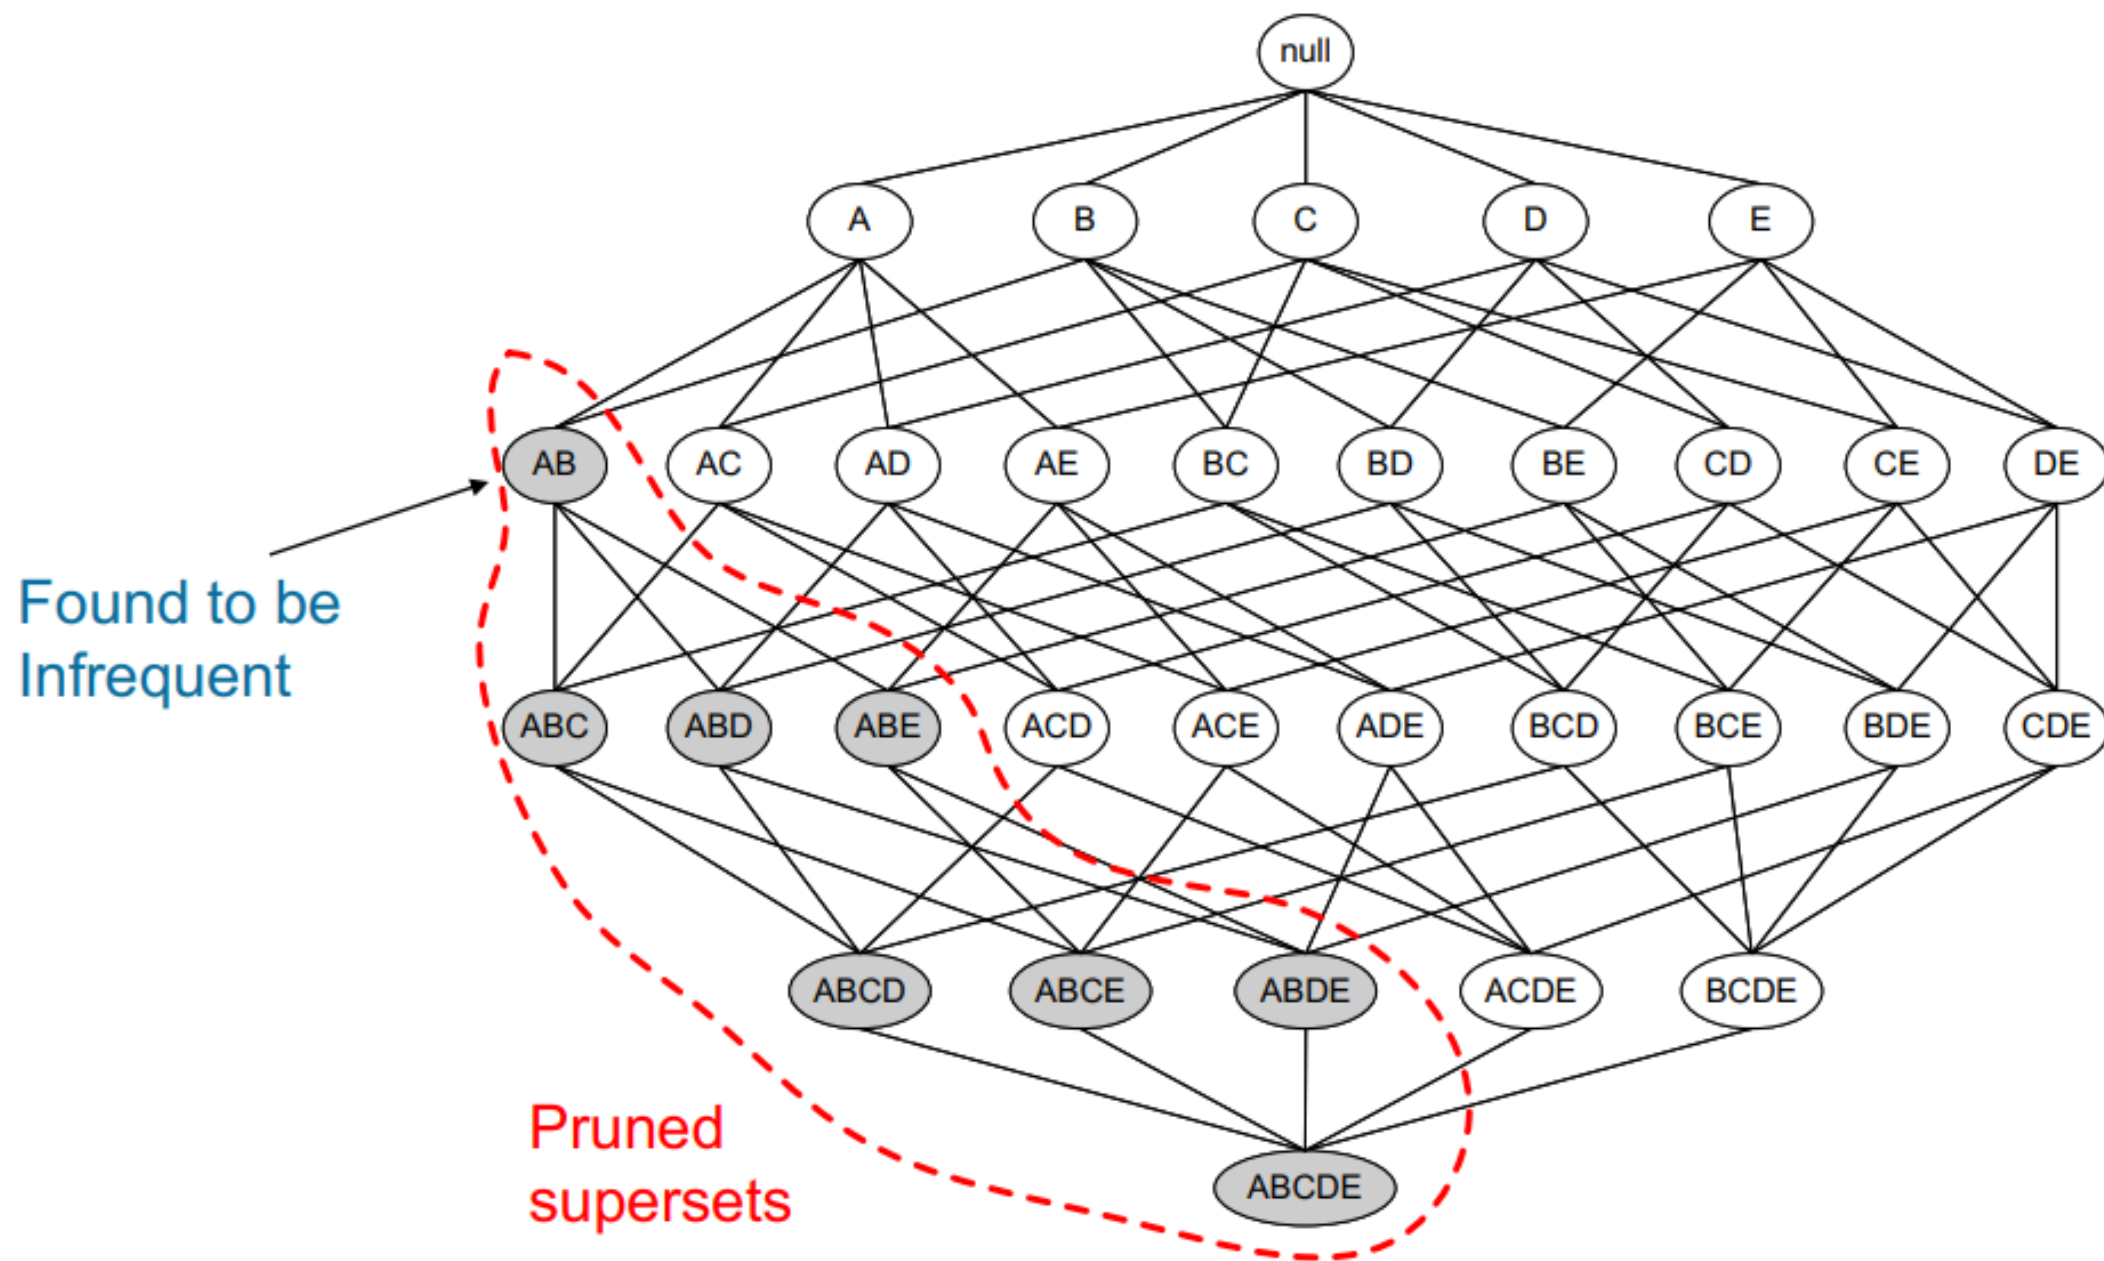 null
A B C D E
AB AC AD AE BC BD BE CD CE DE
Found to be
Infrequent
ABC ABD ABE ACD ACE ADE BCD BCE BDE CDE
ABCD ABCE ABDE ACDE BCDE
Pruned
supersets
ABCDE